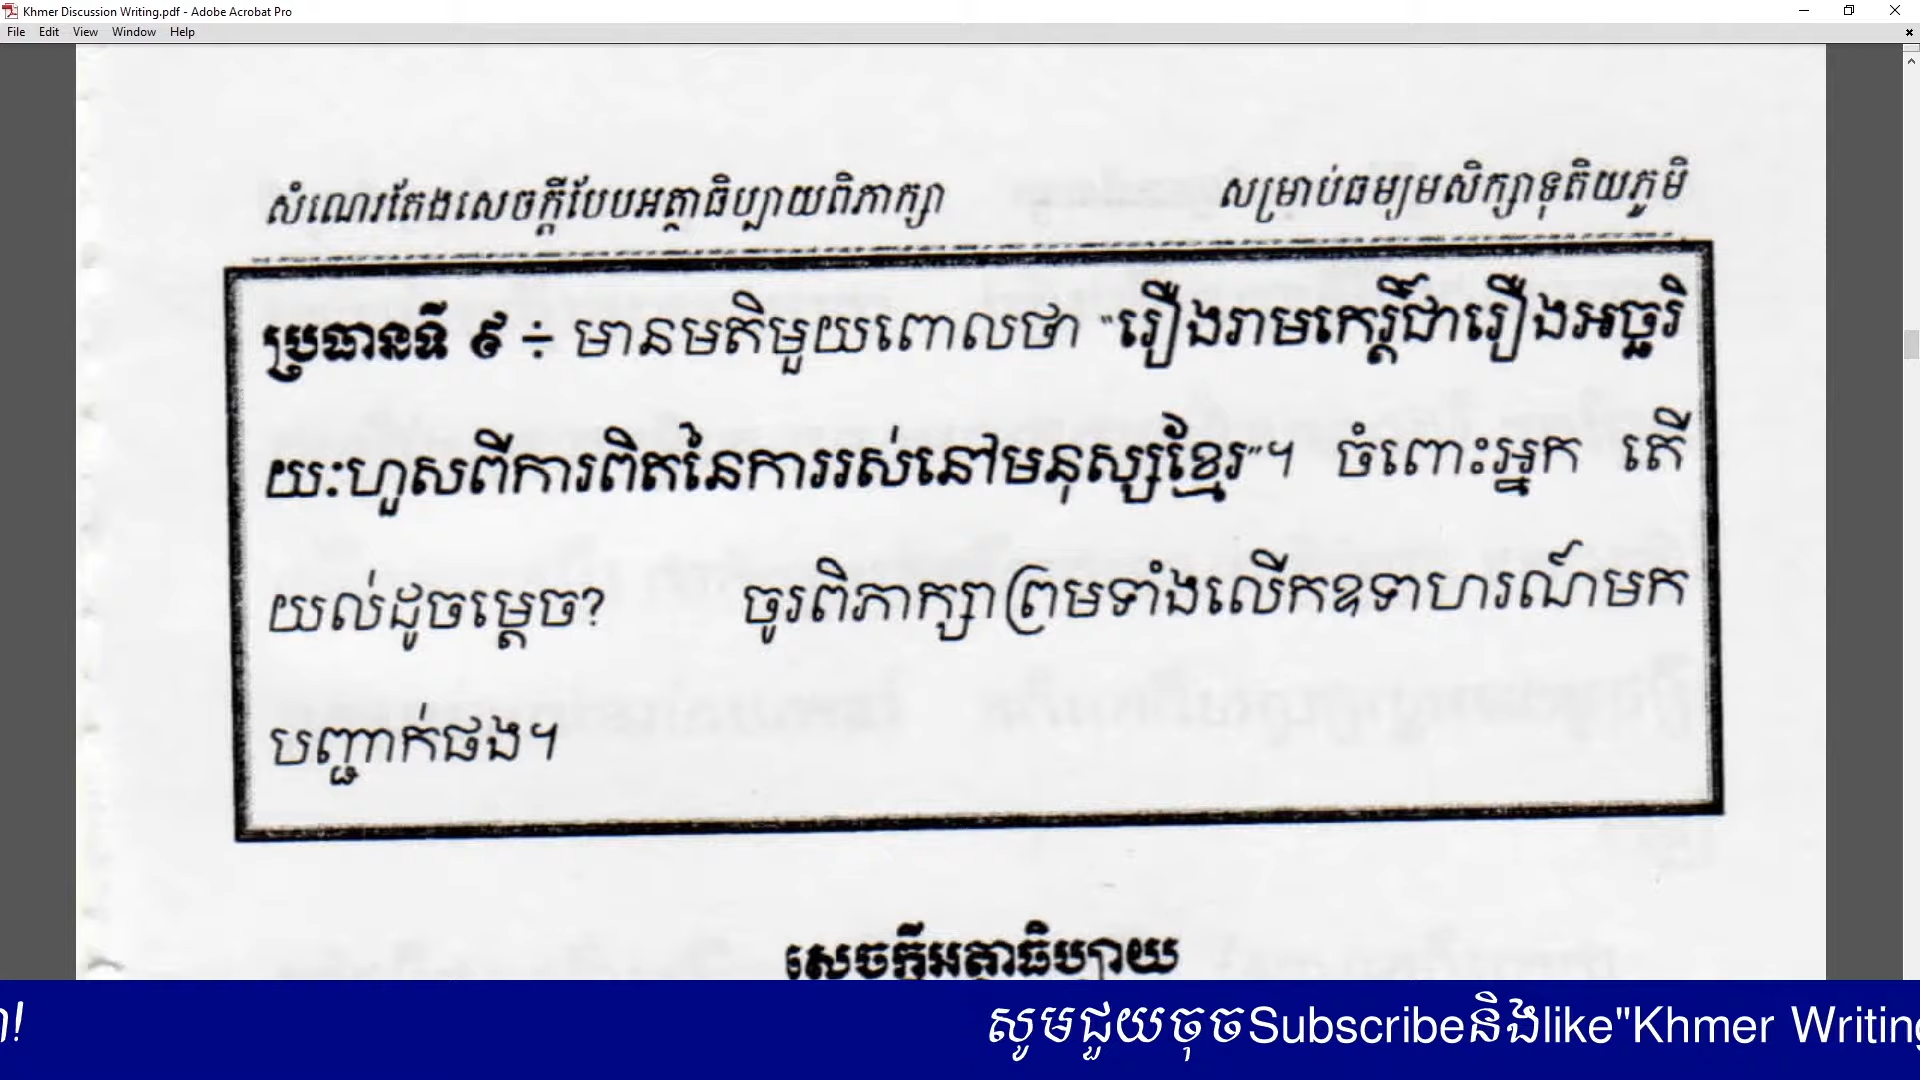 Khmer Discussion Writing.pdf - Adobe Acrobat Pro
File Edit View Window Help
សំណេរតែងសេចក្ដីបែបអត្ថាធិប្បាយពិភាក្សា សម្រាប់ធម្យមសិក្សាទុតិយភូមិ
ប្រធានទី ៩ ÷ មានមតិមួយពោលថា "រឿងរាមកេរ្តិ៍ជារឿងអច្ឆរិ
យៈហួសពីការពិតនៃការរស់នៅមនុស្សខ្មែរ"។ ចំពោះអ្នក តើ
យល់ដូចម្ដេច? ចូរពិភាក្សាព្រមទាំងលើកឧទាហរណ៍មក
បញ្ជាក់ផង។
សេចក្ដីអត្ថាធិប្បាយ
សូមជួយចុចSubscribeនិងlike"Khmer Writing